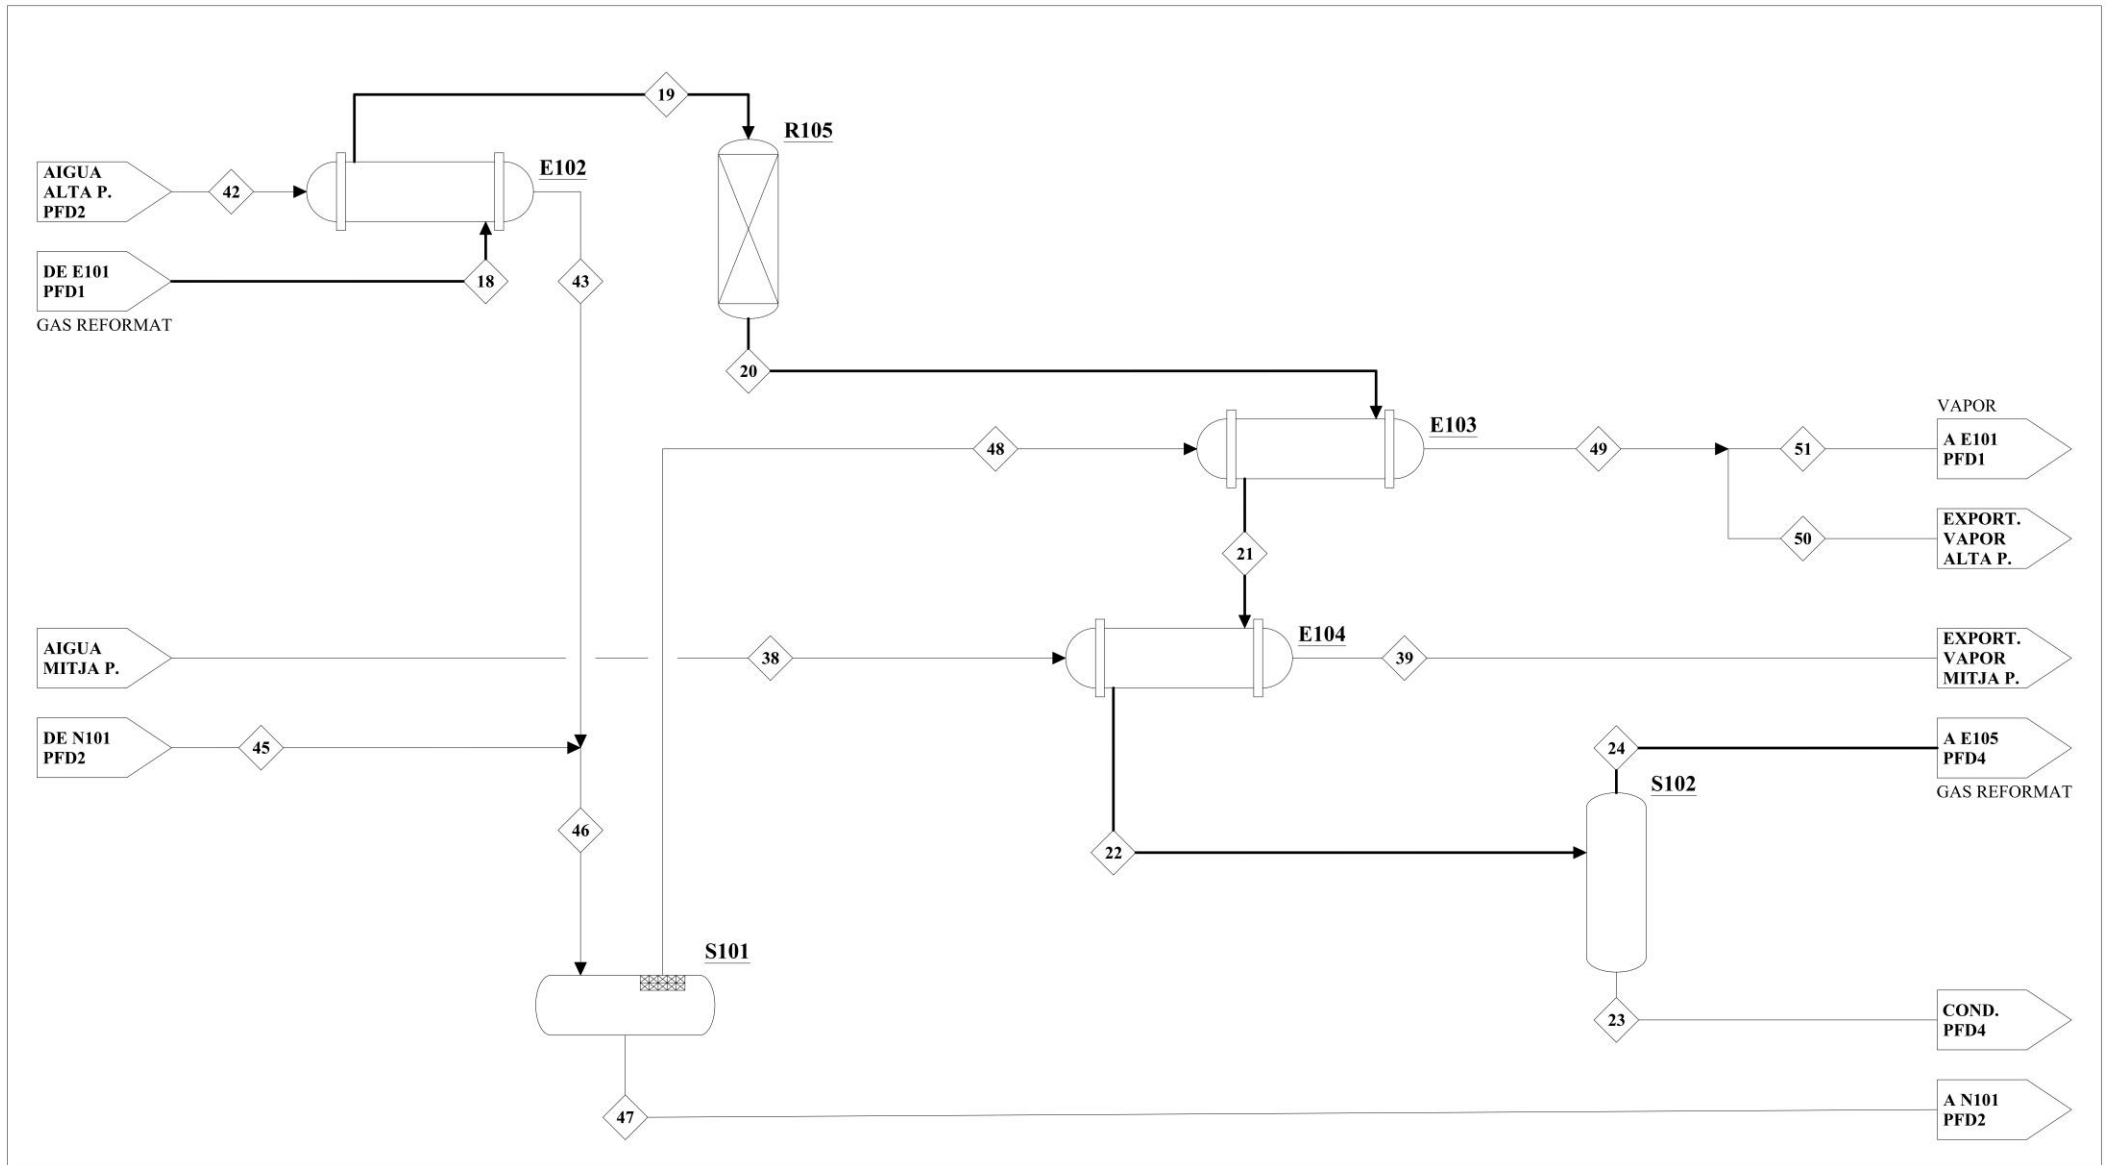 19
R105
E102
AIGUA
ALTA P.
PFD2
42
DE E101
PFD1
18
43
GAS REFORMAT
20
VAPOR
E103
A E101
PFD1
48
49
51
EXPORT.
VAPOR
ALTA P.
50
21
AIGUA
MITJA P.
38
E104
39
EXPORT.
VAPOR
MITJA P.
DE N101
PFD2
45
24
A E105
PFD4
S102
GAS REFORMAT
46
22
S101
23
COND.
PFD4
47
A N101
PFD2